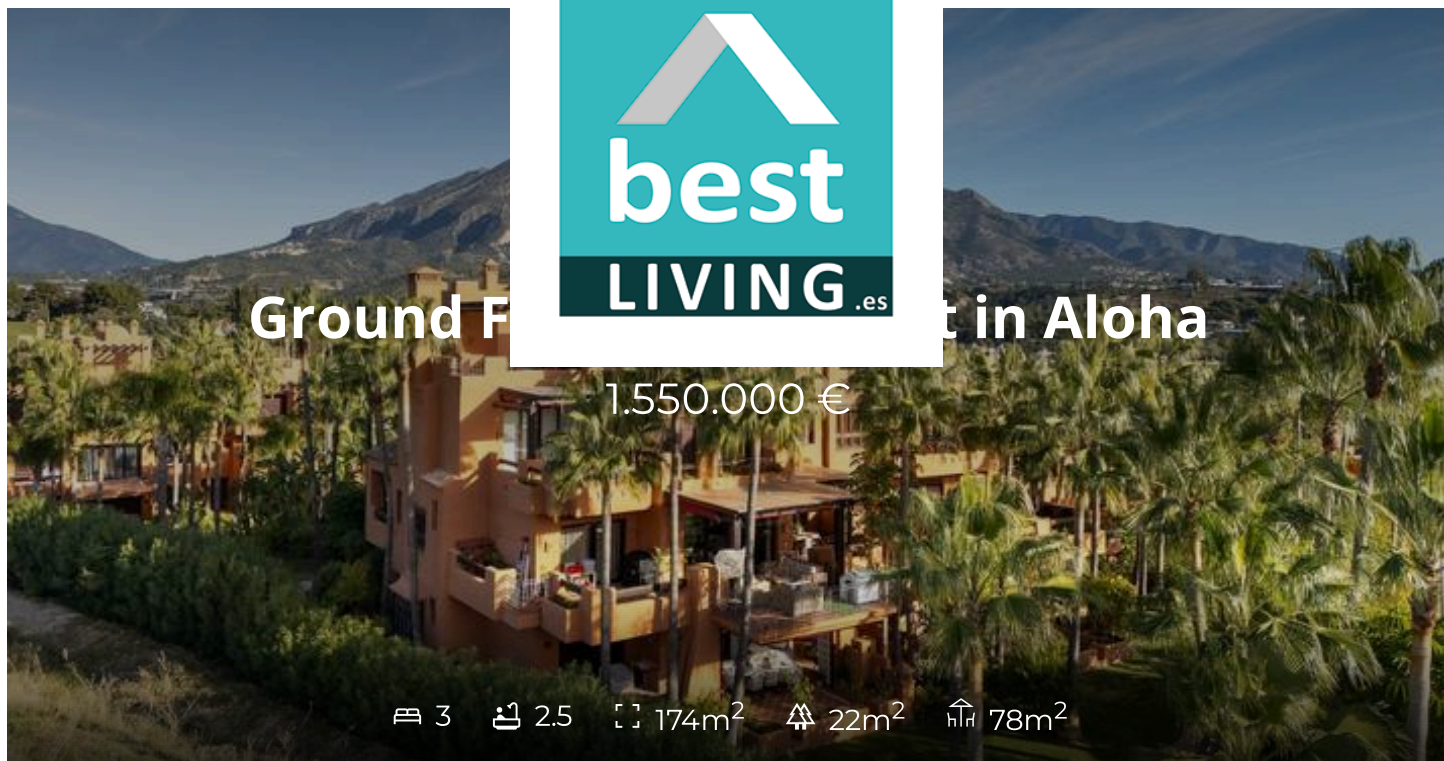 best
LIVING.es
Ground F t in Aloha
1.550.000 €
3 2.5 174m² 22m² 78m²